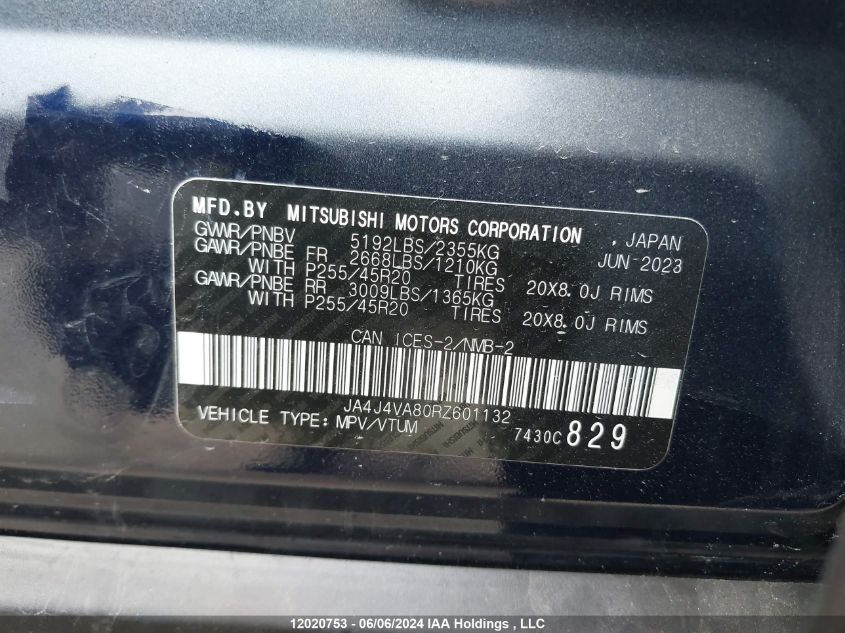 MFD.BY MITSUBISHI MOTORS CORPORATION , JAPAN
GVWR/PNBV 5192LBS/2355KG JUN 2023
GAWR/PNBE FR 2668LBS/1210KG
WITH P255/45R20 TIRES 20X8.0J RIMS
GAWR/PNBE RR 3009LBS/1365KG
WITH P255/45R20 TIRES 20X8.0J RIMS
CAN ICES-2/NMB-2
JA4J4VA80RZ601132
VEHICLE TYPE:MPV/VTUM 7430C829
12020753 - 06/06/2024 IAA Holdings , LLC